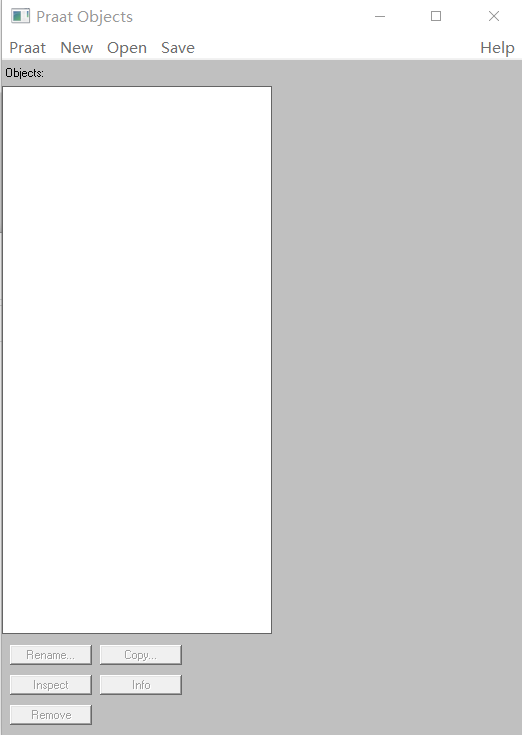 Praat Objects
Praat New Open Save Help
Objects:
Rename... Copy...
Inspect Info
Remove